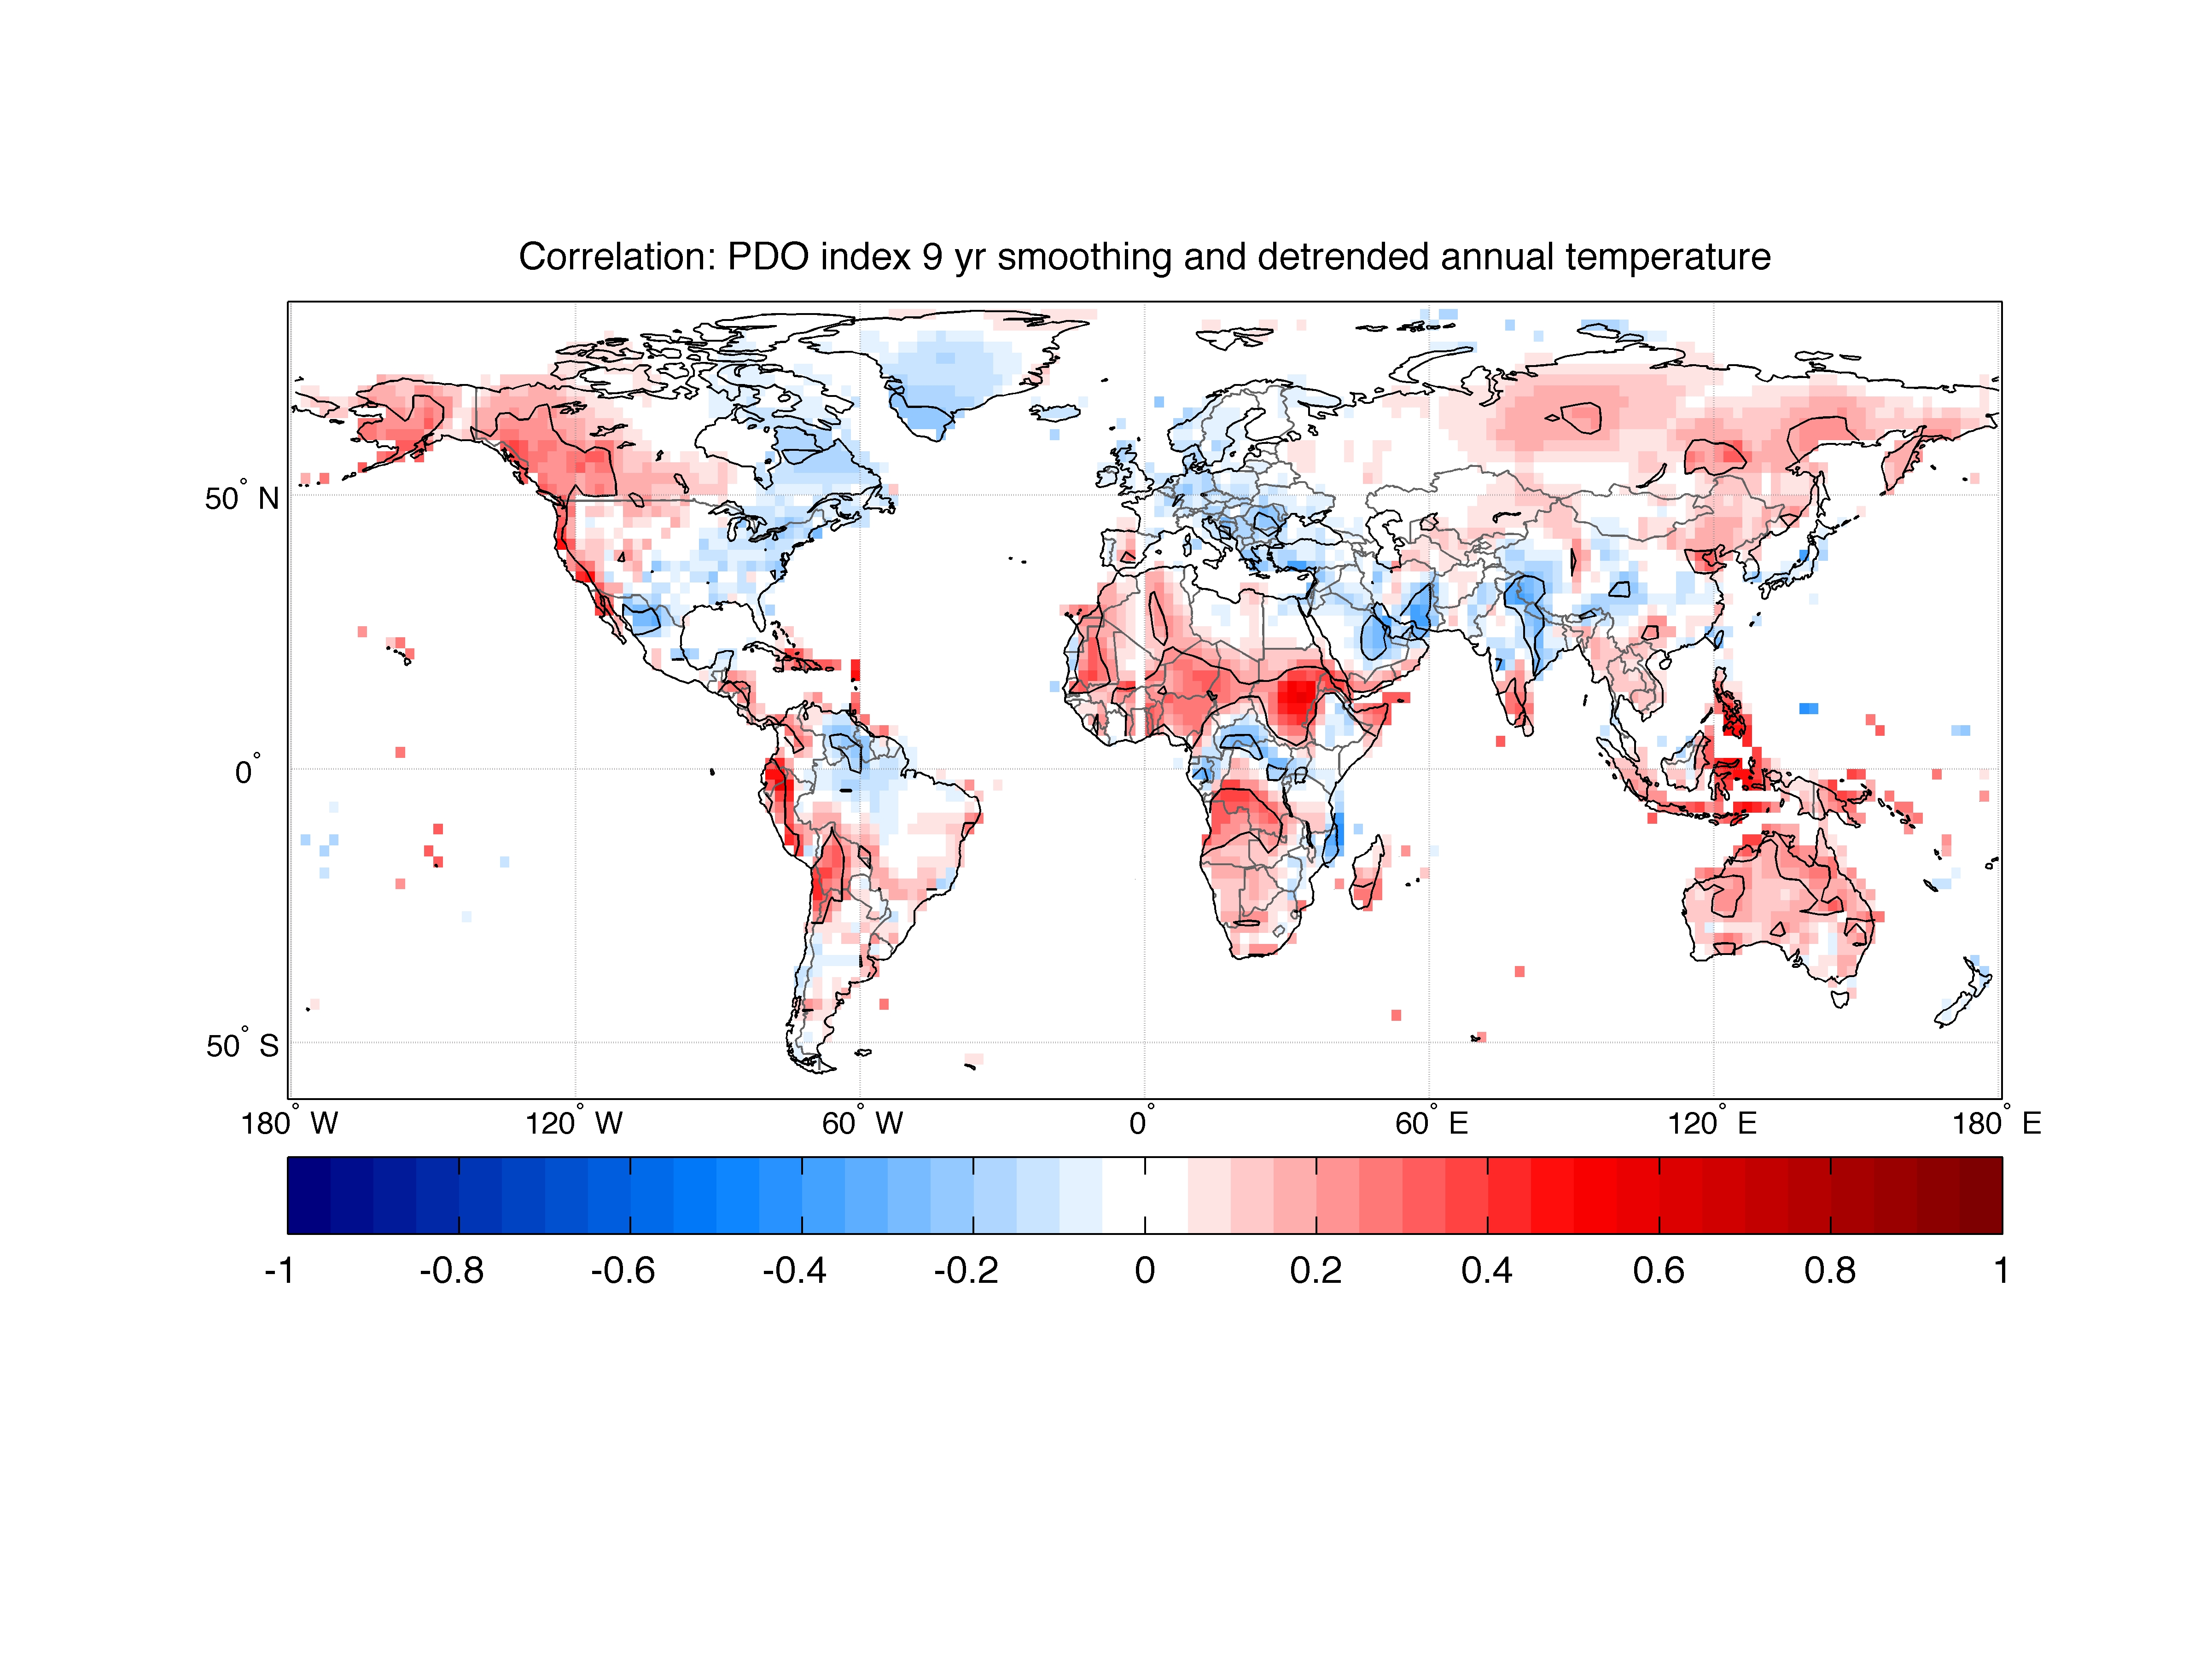 Correlation: PDO index 9 yr smoothing and detrended annual temperature
50° N
0°
50° S
180° W 120° W 60° W 0° 60° E 120° E 180° E
-1 -0.8 -0.6 -0.4 -0.2 0 0.2 0.4 0.6 0.8 1